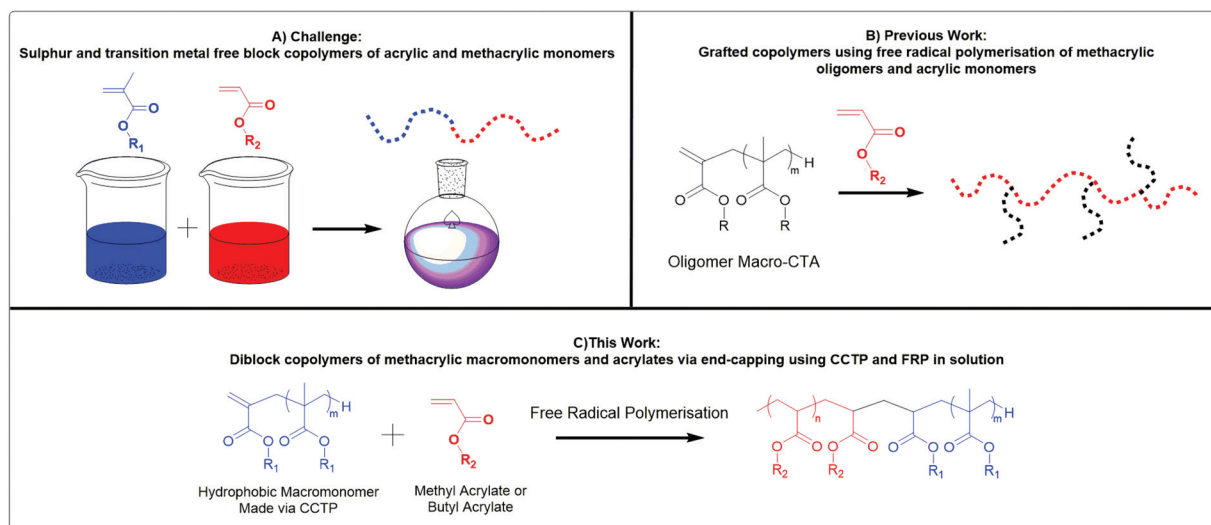 A) Challenge:
Sulphur and transition metal free block copolymers of acrylic and methacrylic monomers
O
O
R1
O
O
R2
B) Previous Work:
Grafted copolymers using free radical polymerisation of methacrylic
oligomers and acrylic monomers
O
O
R2
m
H
O
O
O
O
R
R
Oligomer Macro-CTA
C)This Work:
Diblock copolymers of methacrylic macromonomers and acrylates via end-capping using CCTP and FRP in solution
m
H
O
O
O
O
R1
R1
Hydrophobic Macromonomer
Made via CCTP
O
O
R2
Methyl Acrylate or
Butyl Acrylate
Free Radical Polymerisation
n
m
H
O
O
O
O
O
O
O
O
R2
R2
R1
R1